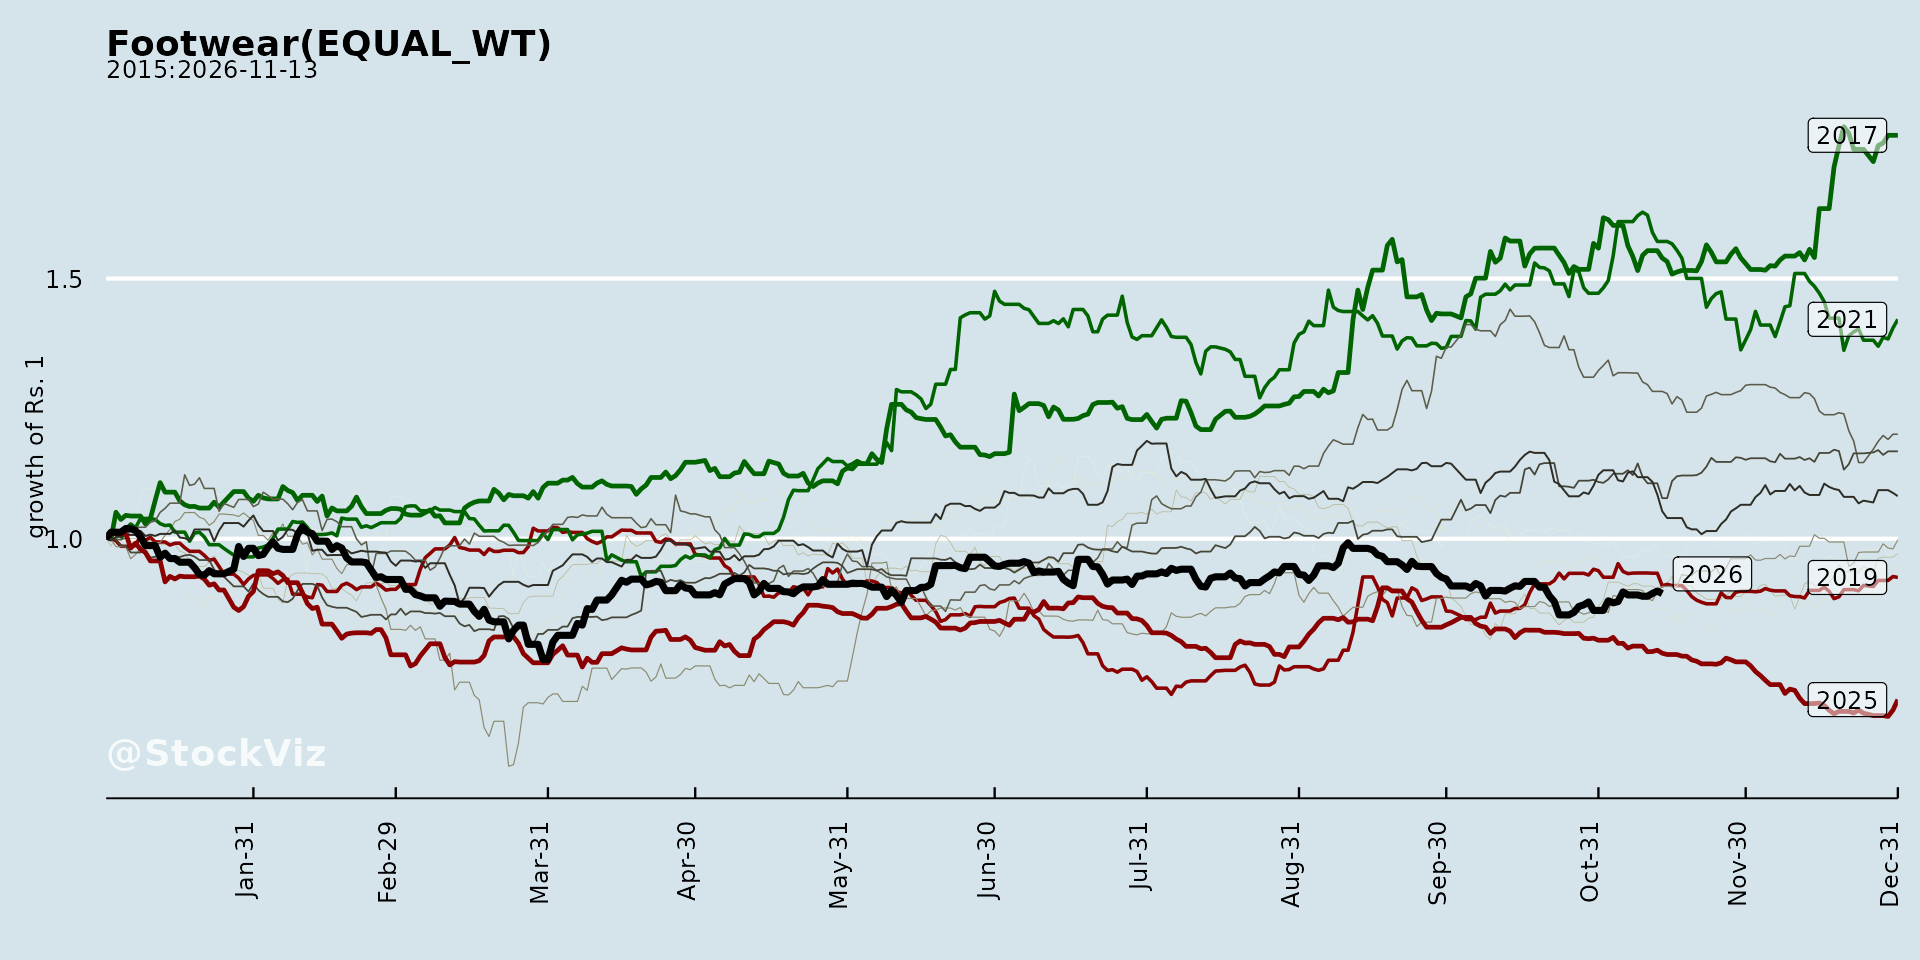 Footwear(EQUAL_WT)
2015:2026-11-13
2017
1.5
2021
growth of Rs. 1
1.0
2026
2019
2025
@StockViz
Jan-31
Feb-29
Mar-31
Apr-30
May-31
Jun-30
Jul-31
Aug-31
Sep-30
Oct-31
Nov-30
Dec-31